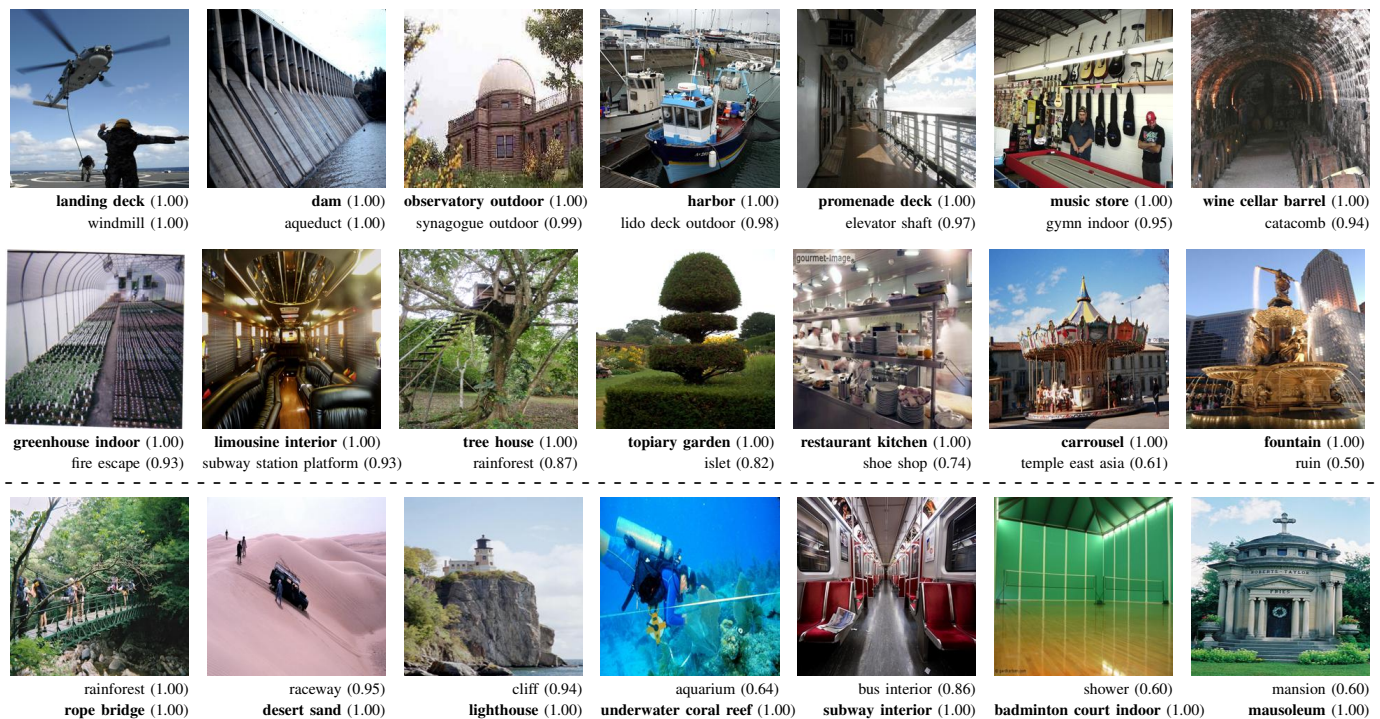 landing deck (1.00) dam (1.00) observatory outdoor (1.00) harbor (1.00) promenade deck (1.00) music store (1.00) wine cellar barrel (1.00)
windmill (1.00) aqueduct (1.00) synagogue outdoor (0.99) lido deck outdoor (0.98) elevator shaft (0.97) gymn indoor (0.95) catacomb (0.94)
gourmet-image
greenhouse indoor (1.00) limousine interior (1.00) tree house (1.00) topiary garden (1.00) restaurant kitchen (1.00) carrousel (1.00) fountain (1.00)
fire escape (0.93) subway station platform (0.93) rainforest (0.87) islet (0.82) shoe shop (0.74) temple east asia (0.61) ruin (0.50)
rainforest (1.00) raceway (0.95) cliff (0.94) aquarium (0.64) bus interior (0.86) shower (0.60) mansion (0.60)
rope bridge (1.00) desert sand (1.00) lighthouse (1.00) underwater coral reef (1.00) subway interior (1.00) badminton court indoor (1.00) mausoleum (1.00)